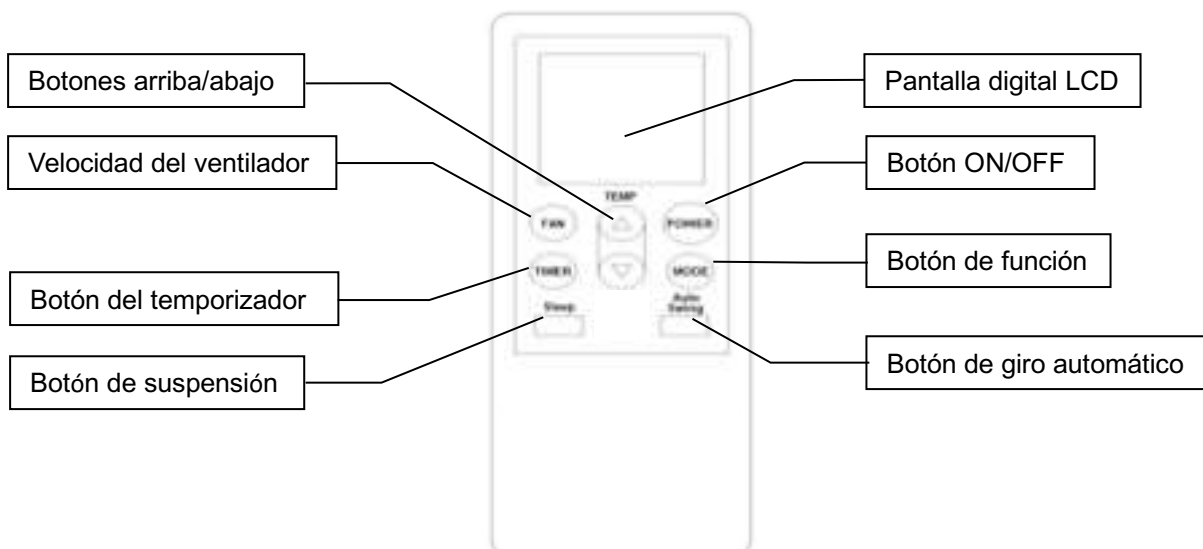 Botones arriba/abajo
Pantalla digital LCD
Velocidad del ventilador
Botón ON/OFF
TEMP
FAN
POWER
Botón de función
TIMER
MODE
Botón del temporizador
Sleep
Auto
Swing
Botón de suspensión
Botón de giro automático